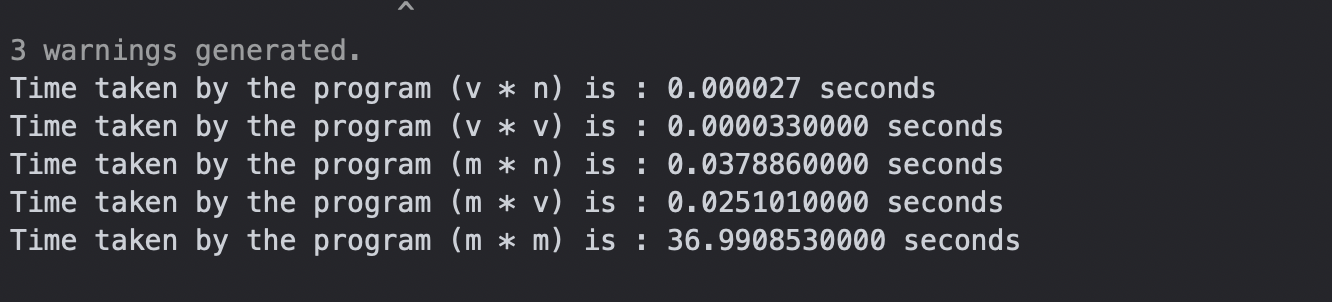 ^
3 warnings generated.
Time taken by the program (v * n) is : 0.000027 seconds
Time taken by the program (v * v) is : 0.0000330000 seconds
Time taken by the program (m * n) is : 0.0378860000 seconds
Time taken by the program (m * v) is : 0.0251010000 seconds
Time taken by the program (m * m) is : 36.9908530000 seconds